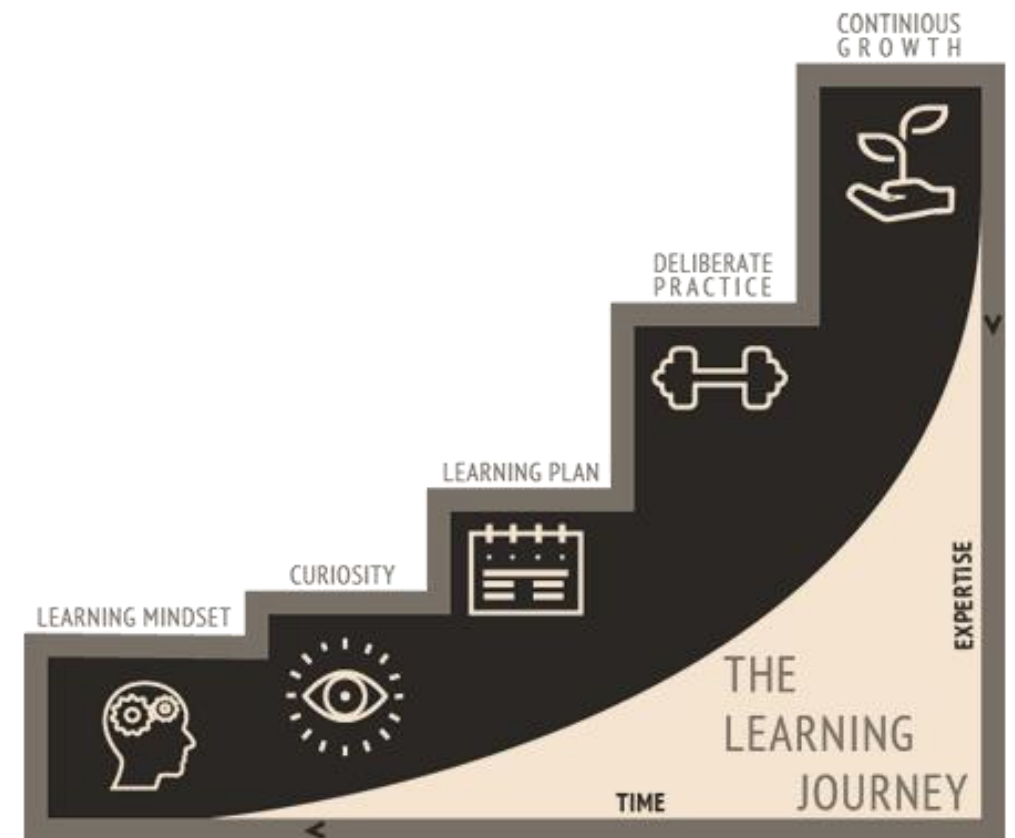 CONTINIOUS
GROWTH
DELIBERATE
PRACTICE
LEARNING PLAN
CURIOSITY
LEARNING MINDSET
EXPERTISE
THE
LEARNING
JOURNEY
TIME